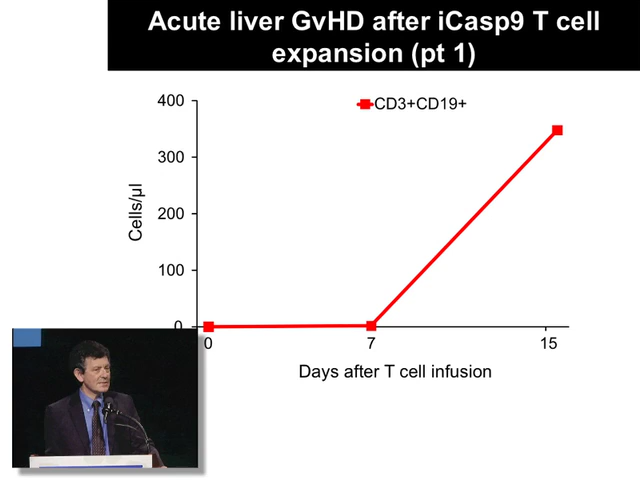 Acute liver GvHD after iCasp9 T cell
expansion (pt 1)
CD3+CD19+
400
300
200
100
0
Cells/µl
0 7 15
Days after T cell infusion